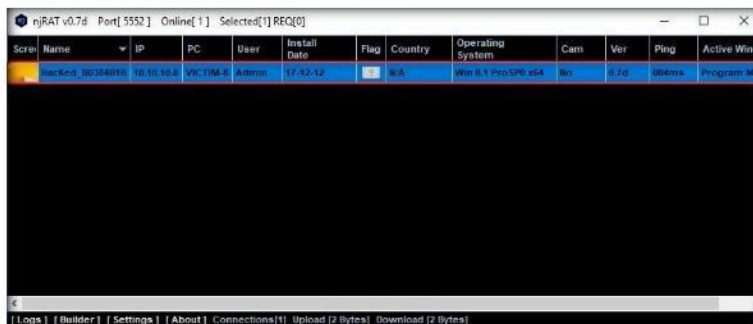 njRAT v0.7d Port[ 5552 ] Online[ 1 ] Selected[1] REQ[0]
Scree Name IP PC User Install Date Flag Country Operating System Cam Ver Ping Active Win
HacKed_B0384B1B 10.10.10.8 VICTIM-8 Admin 17-12-12 ? N/A Win 8.1 ProSP0 x64 No 0.7d 004ms Program M
[ Logs ] [ Builder ] [ Settings ] [ About ] Connections[1] Upload [2 Bytes] Download [2 Bytes]